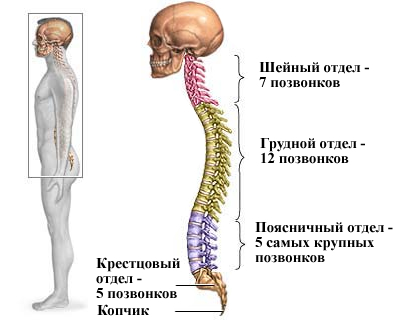 Шейный отдел -
7 позвонков
Грудной отдел -
12 позвонков
Поясничный отдел -
5 самых крупных
позвонков
Крестцовый
отдел -
5 позвонков
Копчик